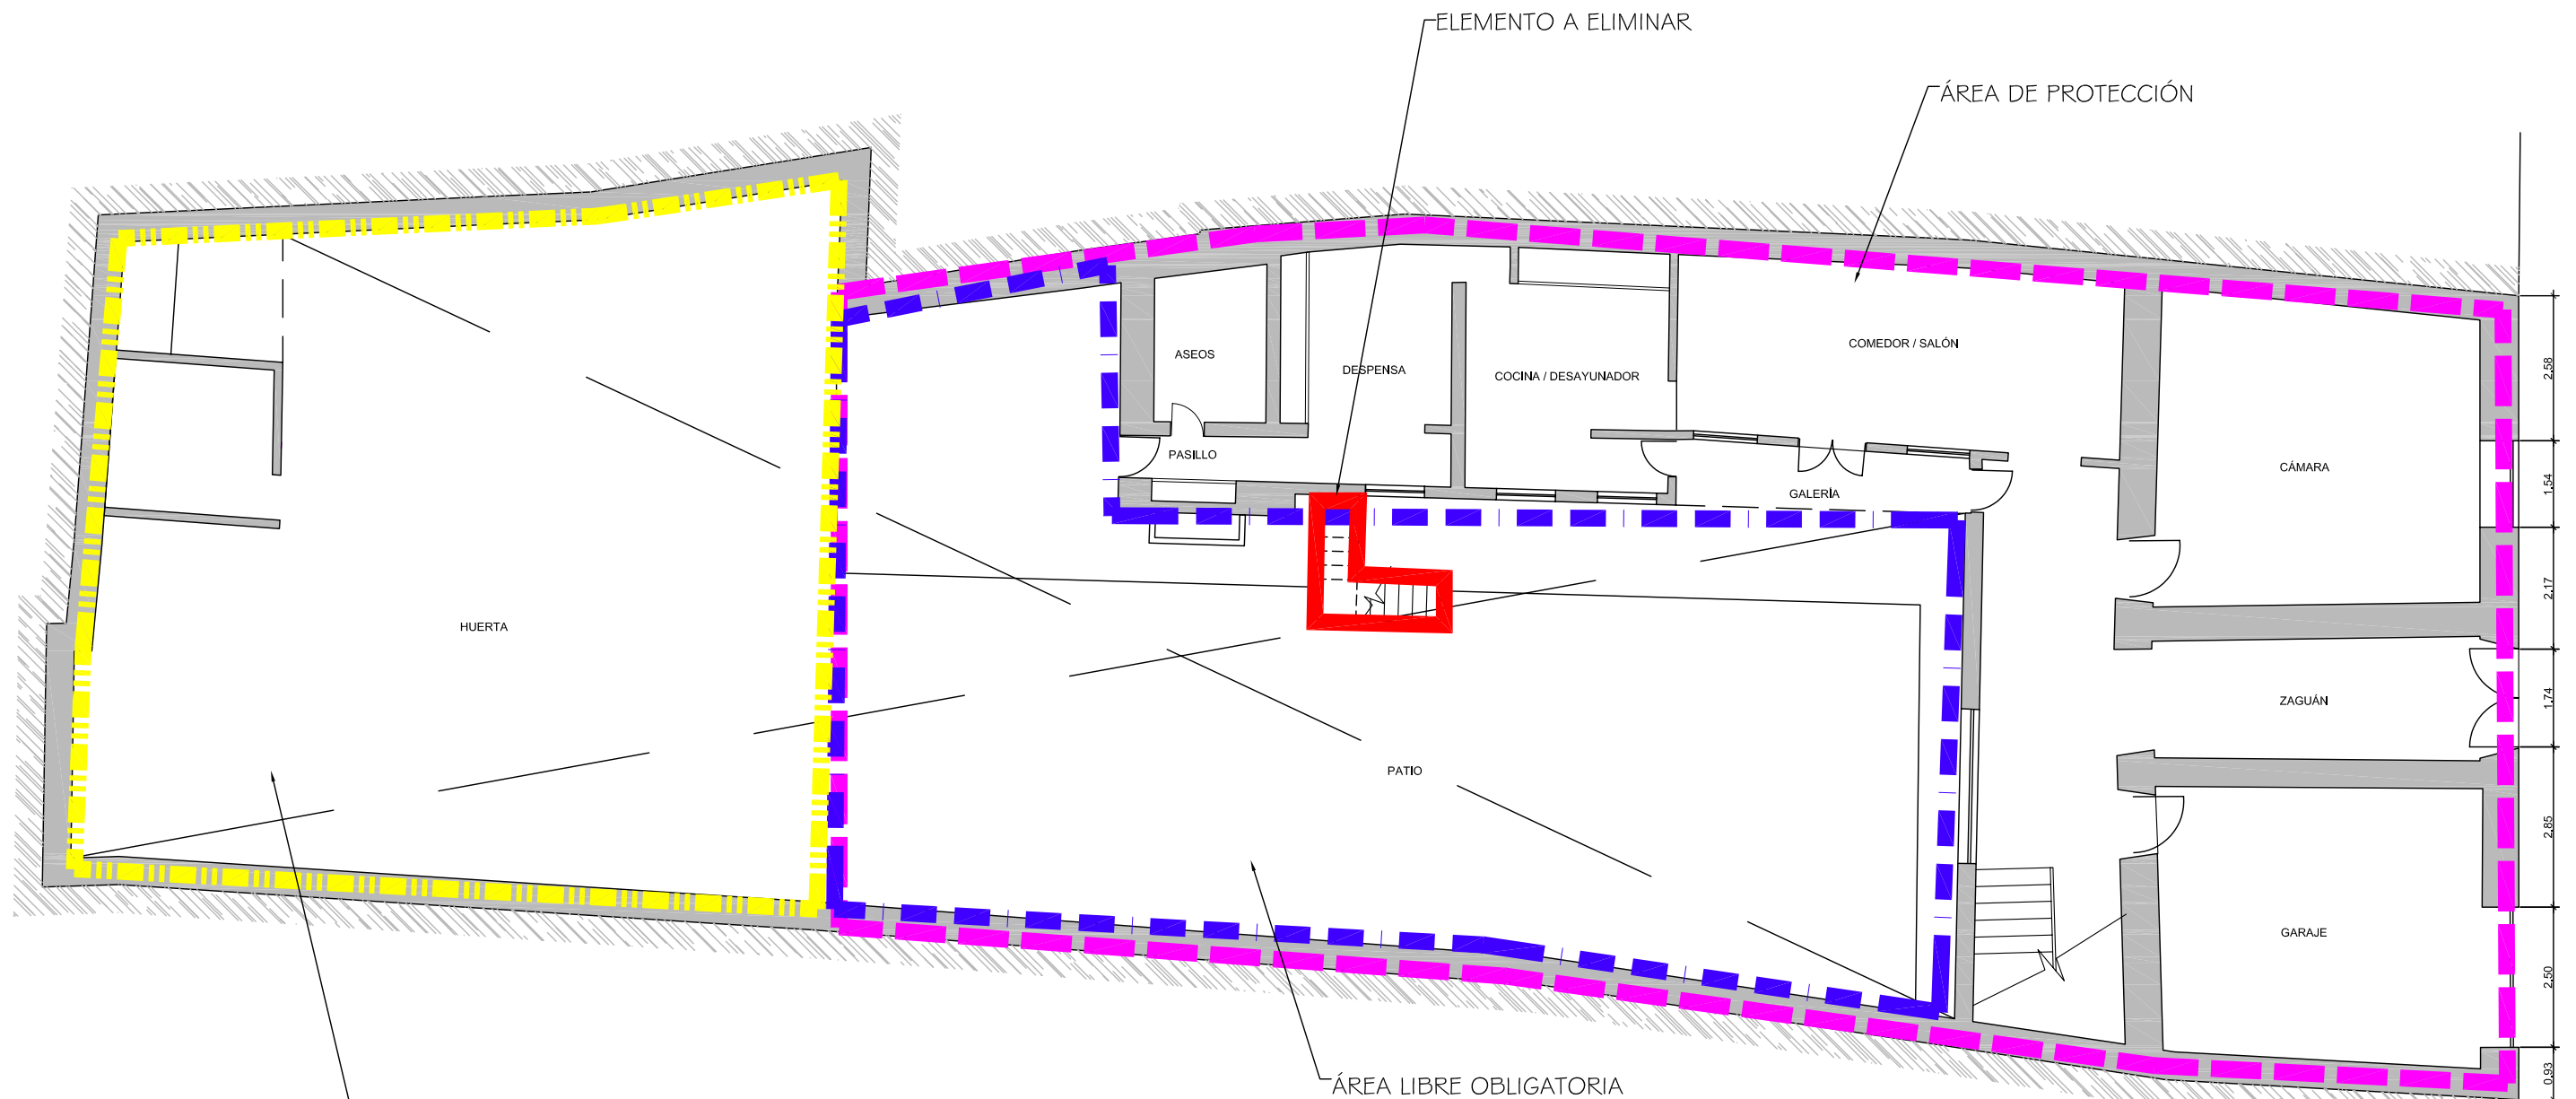 ELEMENTO A ELIMINAR
ÁREA DE PROTECCIÓN
ASEOS
DESPENSA
COCINA / DESAYUNADOR
COMEDOR / SALÓN
2,58
PASILLO
GALERÍA
CÁMARA
1,54
2,17
HUERTA
ZAGUÁN
1,74
PATIO
2,85
GARAJE
2,50
ÁREA LIBRE OBLIGATORIA
0,93